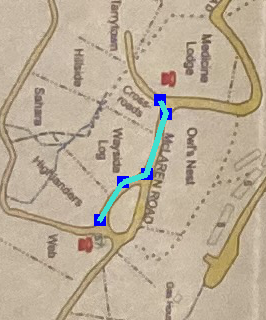 Tarrytown
Medicine
Lodge
Hillside
Cross-
roads
Sahara
Wayside
Log
McLAREN ROAD
Owl's Nest
Highlanders
Web